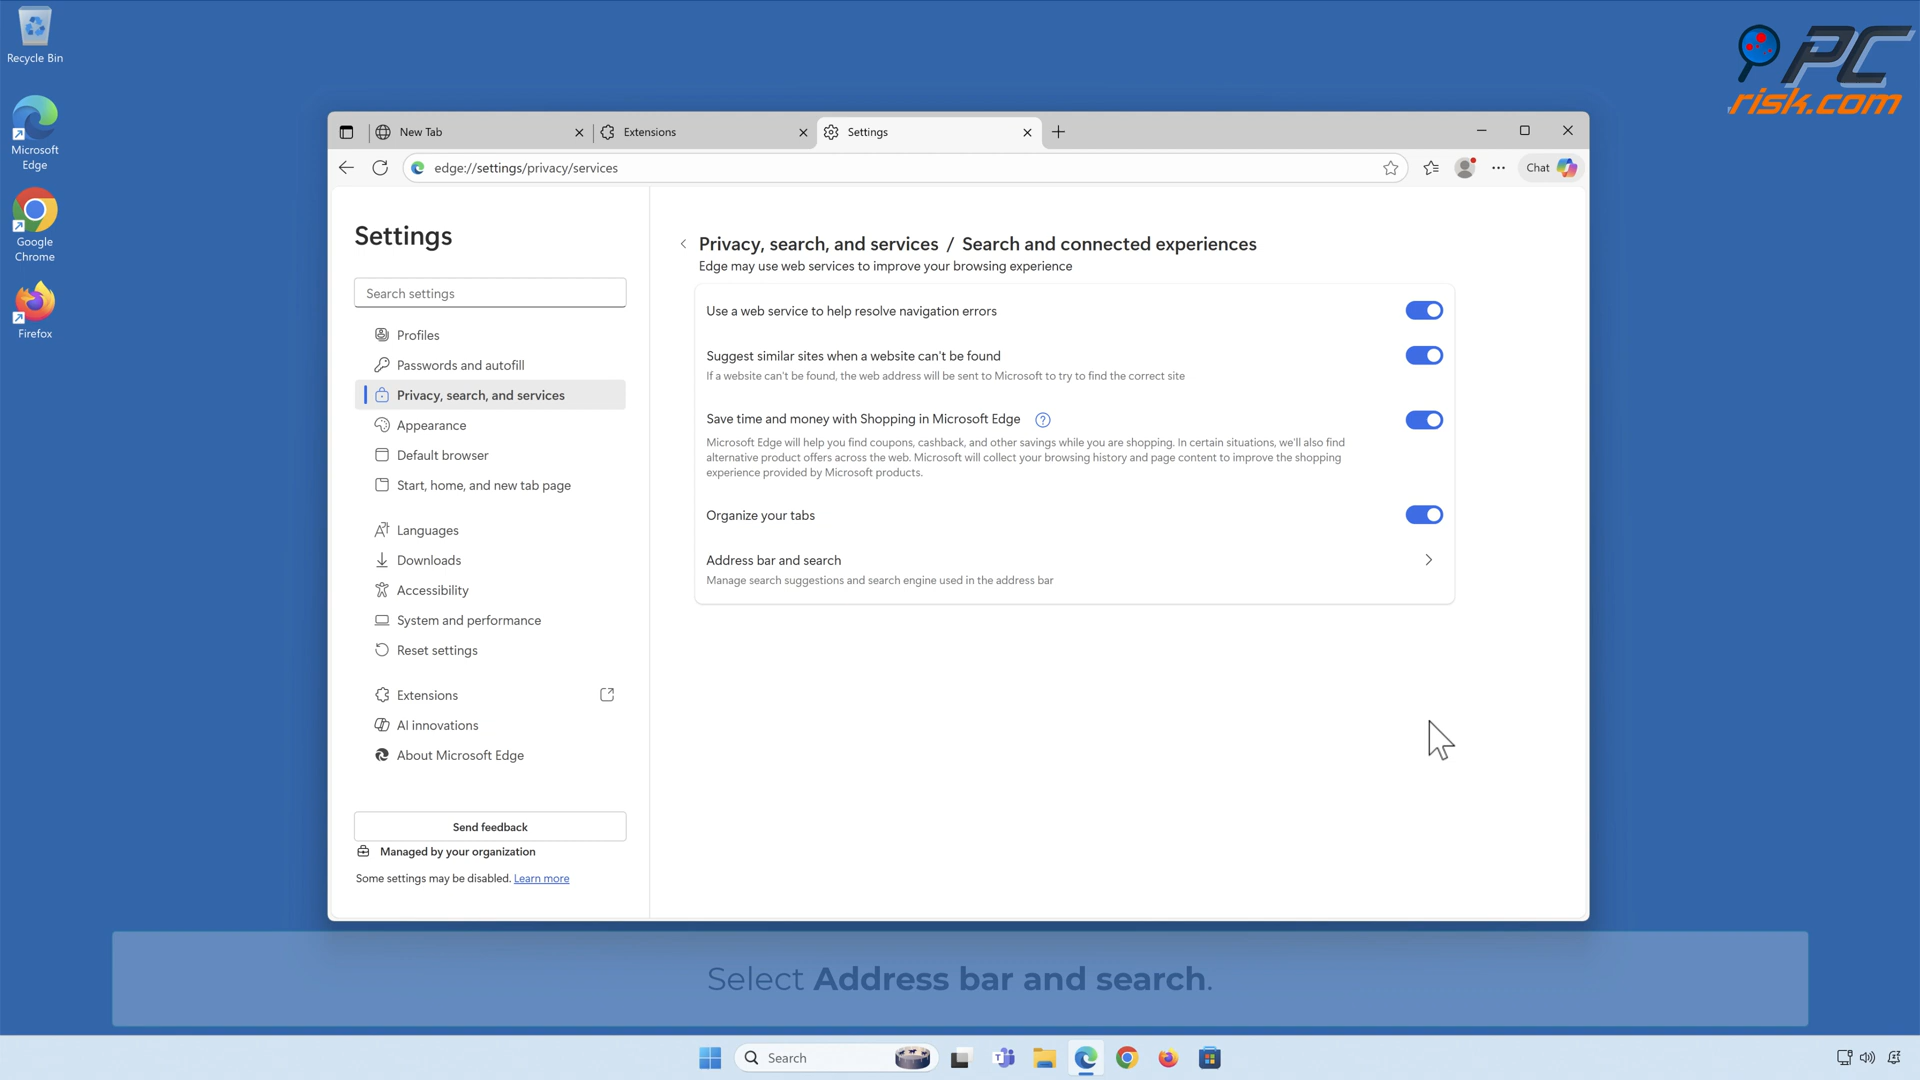 Recycle Bin
Microsoft
Edge
Google
Chrome
Firefox
PC
risk.com
New Tab
Extensions
Settings
edge://settings/privacy/services
Chat
Settings
Search settings
Profiles
Passwords and autofill
Privacy, search, and services
Appearance
Default browser
Start, home, and new tab page
Languages
Downloads
Accessibility
System and performance
Reset settings
Extensions
AI innovations
About Microsoft Edge
Send feedback
Managed by your organization
Some settings may be disabled. Learn more
Privacy, search, and services / Search and connected experiences
Edge may use web services to improve your browsing experience
Use a web service to help resolve navigation errors
Suggest similar sites when a website can't be found
If a website can't be found, the web address will be sent to Microsoft to try to find the correct site
Save time and money with Shopping in Microsoft Edge
Microsoft Edge will help you find coupons, cashback, and other savings while you are shopping. In certain situations, we'll also find
alternative product offers across the web. Microsoft will collect your browsing history and page content to improve the shopping
experience provided by Microsoft products.
Organize your tabs
Address bar and search
Manage search suggestions and search engine used in the address bar
Select Address bar and search.
Search